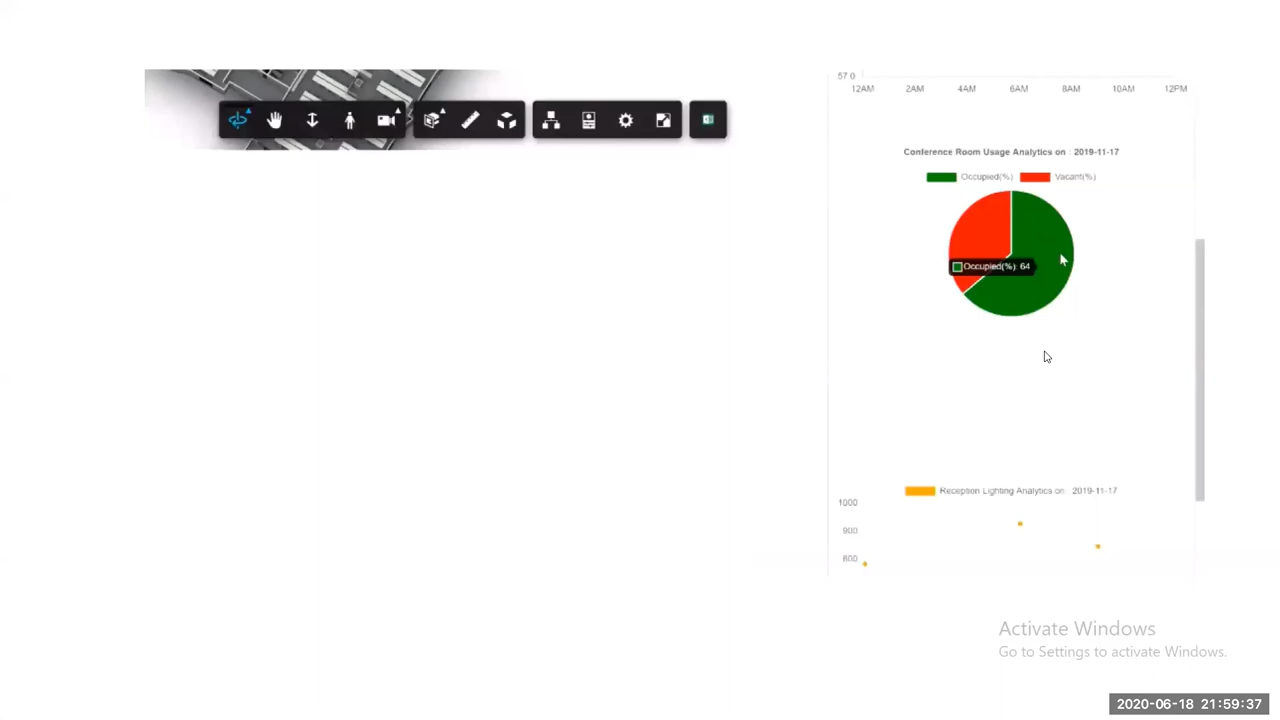 57.0
12AM 2AM 4AM 6AM 8AM 10AM 12PM
Conference Room Usage Analytics on : 2019-11-17
Occupied(%) Vacant(%)
Occupied(%): 64
Reception Lighting Analytics on: 2019-11-17
1000
900
800
Activate Windows
Go to Settings to activate Windows.
2020-06-18 21:59:37